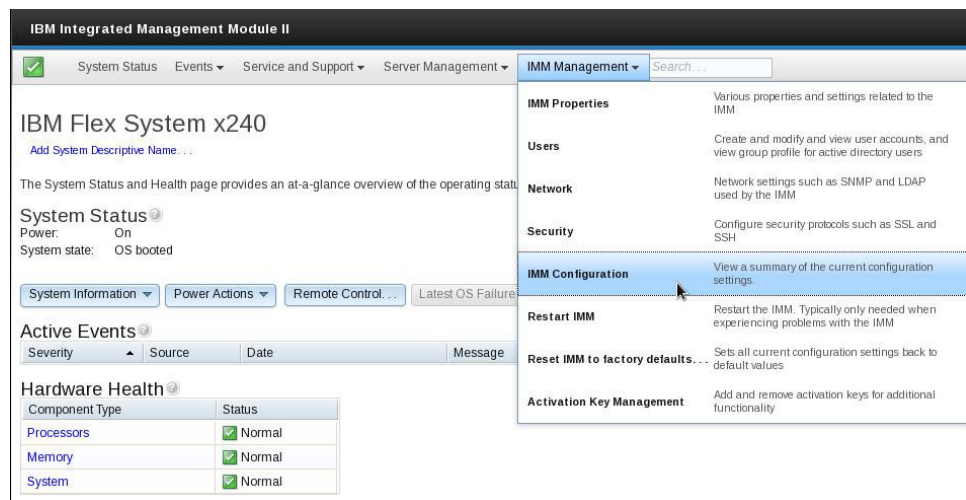 IBM Integrated Management Module II
System Status Events Service and Support Server Management IMM Management Search...
IBM Flex System x240
Add System Descriptive Name...
The System Status and Health page provides an at-a-glance overview of the operating statu
System Status
Power: On
System state: OS booted
System Information Power Actions Remote Control... Latest OS Failure
Active Events
Severity Source Date Message
Hardware Health
Component Type Status
Processors Normal
Memory Normal
System Normal
IMM Properties Various properties and settings related to the
IMM
Users Create and modify and view user accounts, and
view group profile for active directory users
Network Network settings such as SNMP and LDAP
used by the IMM
Security Configure security protocols such as SSL and
SSH
IMM Configuration View a summary of the current configuration
settings.
Restart IMM Restart the IMM. Typically only needed when
experiencing problems with the IMM
Reset IMM to factory defaults... Sets all current configuration settings back to
default values
Activation Key Management Add and remove activation keys for additional
functionality